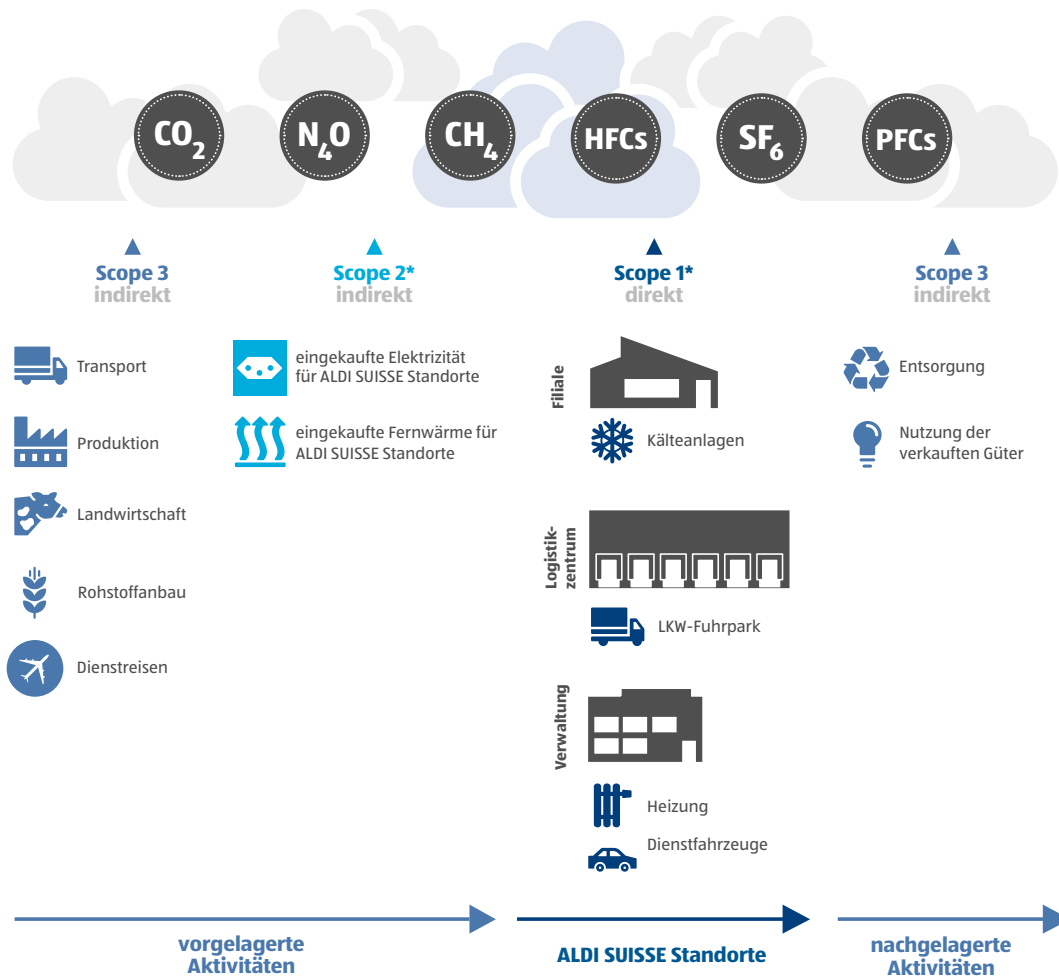 CO2
N4O
CH4
HFCs
SF6
PFCs
Scope 3
indirekt
Scope 2*
indirekt
Scope 1*
direkt
Scope 3
indirekt
Transport
Produktion
Landwirtschaft
Rohstoffanbau
Dienstreisen
eingekaufte Elektrizität
für ALDI SUISSE Standorte
eingekaufte Fernwärme für
ALDI SUISSE Standorte
Filiale
Kälteanlagen
Logistik-
zentrum
LKW-Fuhrpark
Verwaltung
Heizung
Dienstfahrzeuge
Entsorgung
Nutzung der
verkauften Güter
vorgelagerte
Aktivitäten
ALDI SUISSE Standorte
nachgelagerte
Aktivitäten